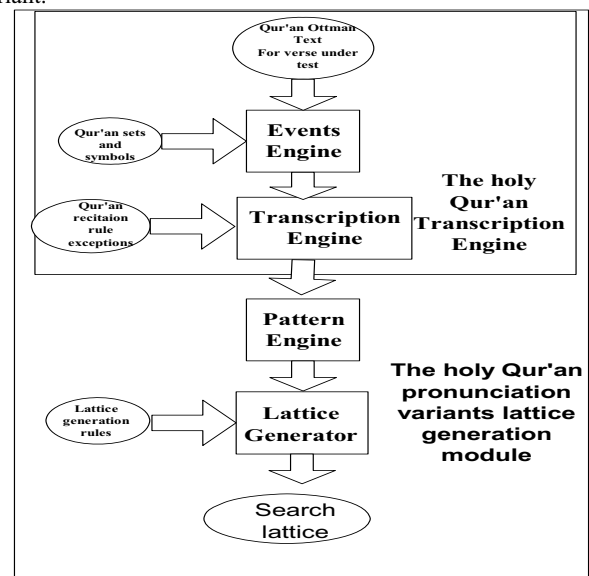 Qur'an Ottman
Text
For verse under
test
Qur'an sets
and
symbols
Events
Engine
Qur'an
recitaion
rule
exceptions
Transcription
Engine
The holy
Qur'an
Transcription
Engine
Pattern
Engine
The holy Qur'an
pronunciation
variants lattice
generation
module
Lattice
generation
rules
Lattice
Generator
Search
lattice